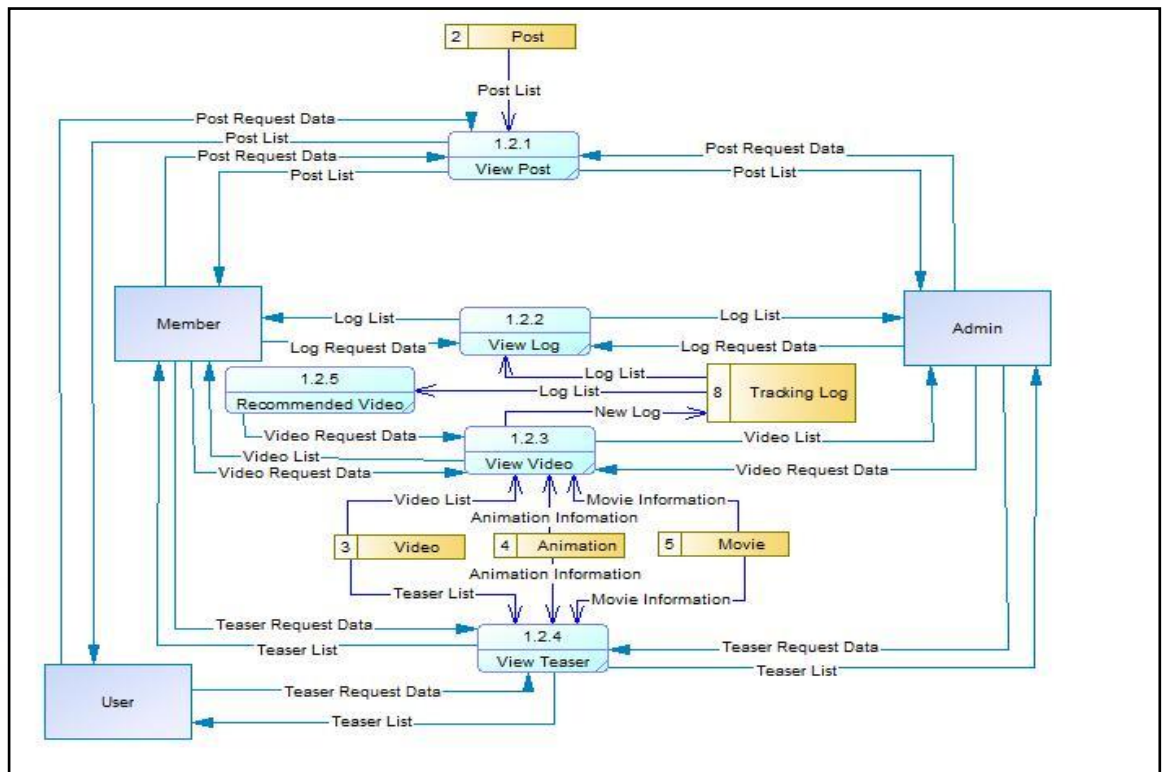 2 Post
Post List
Post Request Data
Post List
Post Request Data
Post List
1.2.1
View Post
Post Request Data
Post List
Member
Admin
Log List
Log Request Data
1.2.2
View Log
Log List
Log Request Data
1.2.5
Recommended Video
Log List
Log List
8 Tracking Log
New Log
Video Request Data
Video List
Video Request Data
1.2.3
View Video
Video List
Video Request Data
Video List
Animation Infomation
Movie Information
3 Video
4 Animation
5 Movie
Teaser List
Animation Information
Movie Information
Teaser Request Data
Teaser List
1.2.4
View Teaser
Teaser Request Data
Teaser List
User
Teaser Request Data
Teaser List